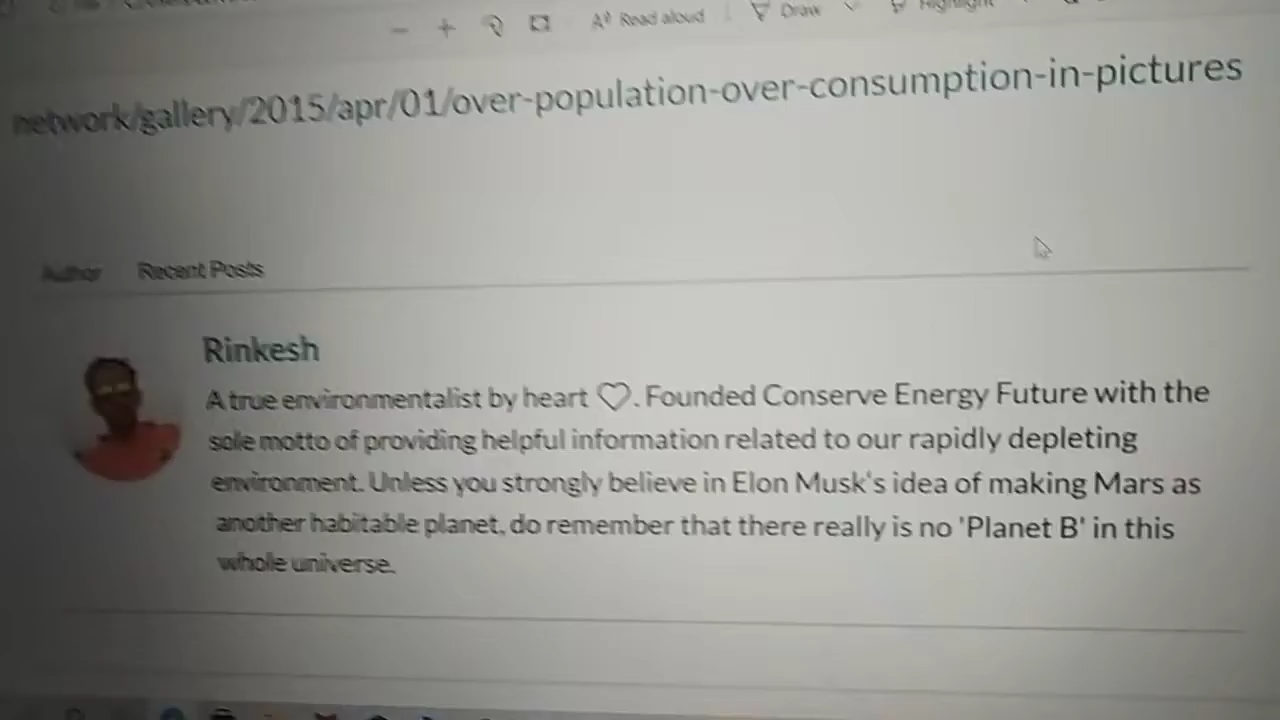 Read aloud
Draw
Highlight
network/gallery/2015/apr/01/over-population-over-consumption-in-pictures
Author Recent Posts
Rinkesh
A true environmentalist by heart ♡. Founded Conserve Energy Future with the
sole motto of providing helpful information related to our rapidly depleting
environment. Unless you strongly believe in Elon Musk's idea of making Mars as
another habitable planet, do remember that there really is no 'Planet B' in this
whole universe.